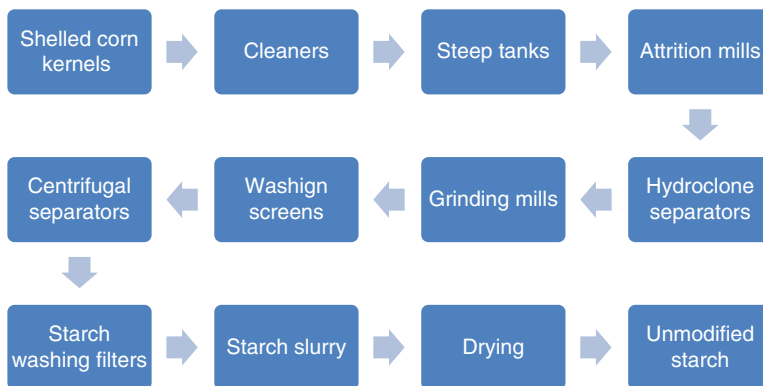 Shelled corn
kernels
Cleaners
Steep tanks
Attrition mills
Hydroclone
separators
Grinding mills
Washign
screens
Centrifugal
separators
Starch
washing filters
Starch slurry
Drying
Unmodified
starch